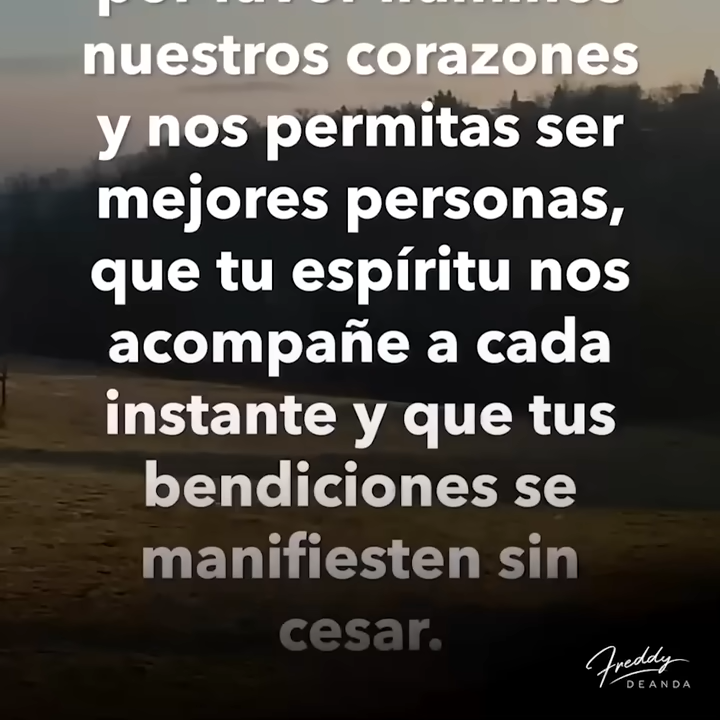 nuestros corazones
y nos permitas ser
mejores personas,
que tu espíritu nos
acompañe a cada
instante y que tus
bendiciones se
manifiesten sin
cesar.
Freddy
DEANDA